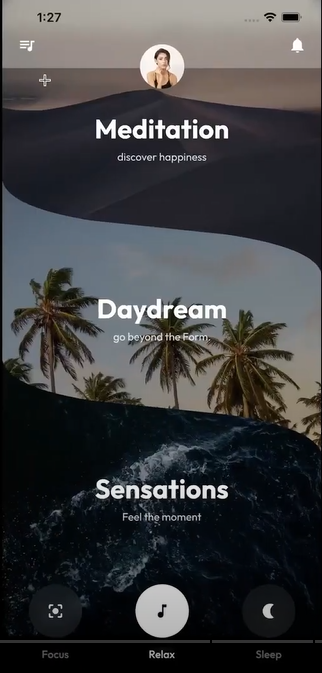 1:27
Meditation
discover happiness
Daydream
go beyond the Form.
Sensations
Feel the moment
Focus
Relax
Sleep